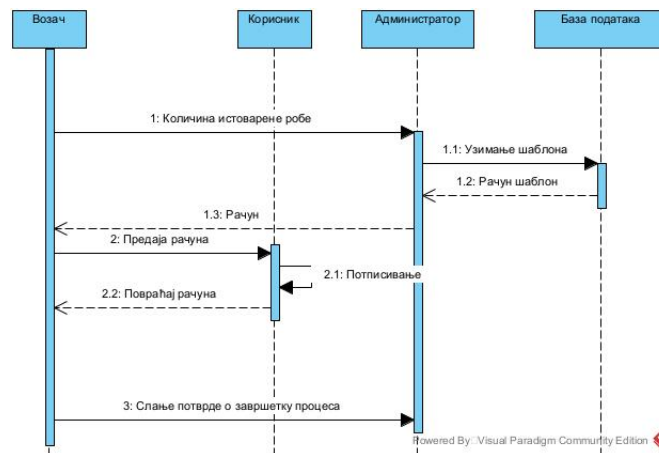 Возач
Корисник
Администратор
База података
1: Количина истоварене робе
1.1: Узимање шаблона
1.2: Рачун шаблон
1.3: Рачун
2: Предаја рачуна
2.1: Потписивање
2.2: Повраћај рачуна
3: Слање потврде о завршетку процеса
Powered By Visual Paradigm Community Edition